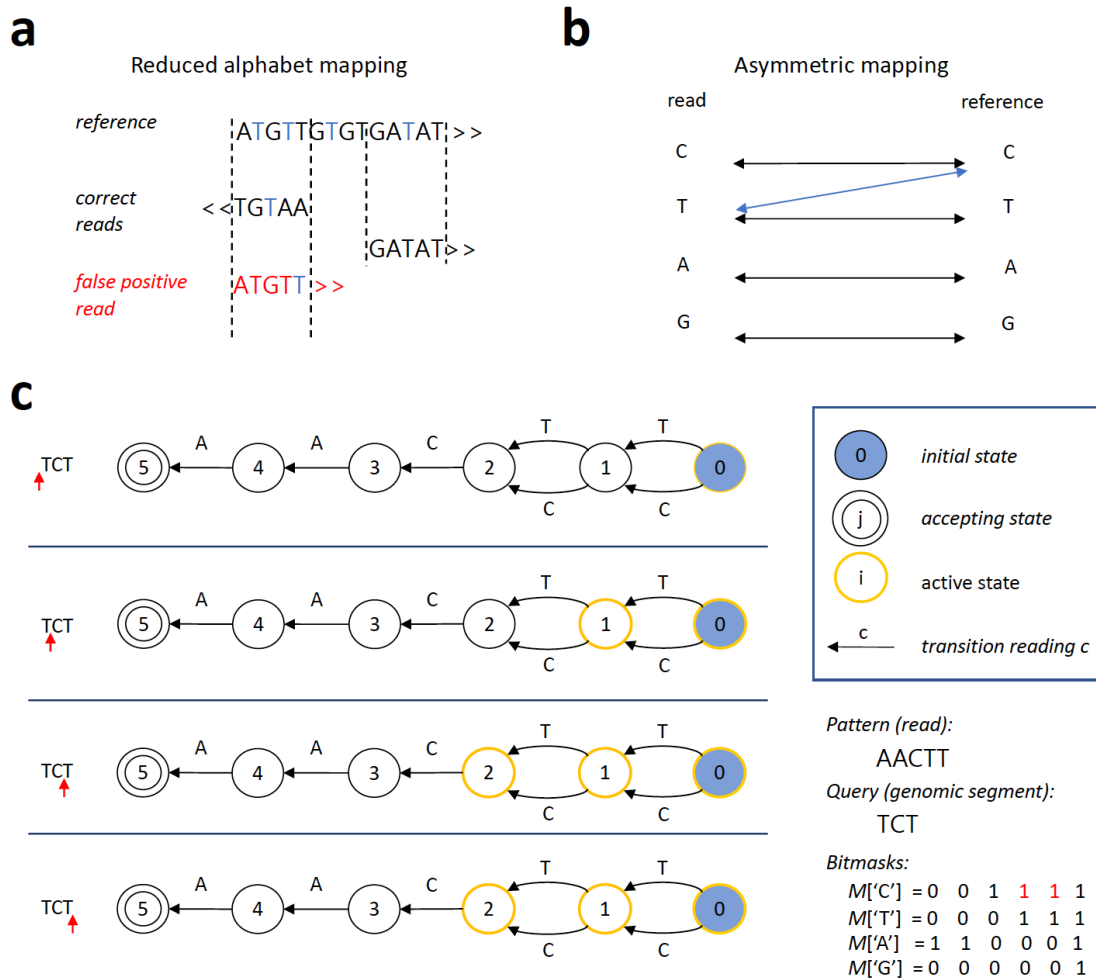 a
Reduced alphabet mapping
reference
ATGTTGTGTGATAT>>
correct
reads
<<TGTAA
GATAT>>
false positive
read
ATGTT>>
b
Asymmetric mapping
read
reference
C C
T T
A A
G G
c
A A C T T
TCT 5 4 3 2 1 0
C C
A A C T T
TCT 5 4 3 2 1 0
C C
A A C T T
TCT 5 4 3 2 1 0
C C
A A C T T
TCT 5 4 3 2 1 0
C C
0 initial state
j accepting state
i active state
c transition reading c
Pattern (read):
AACTT
Query (genomic segment):
TCT
Bitmasks:
M['C'] = 0 0 1 1 1 1
M['T'] = 0 0 0 1 1 1
M['A'] = 1 1 0 0 0 1
M['G'] = 0 0 0 0 0 1